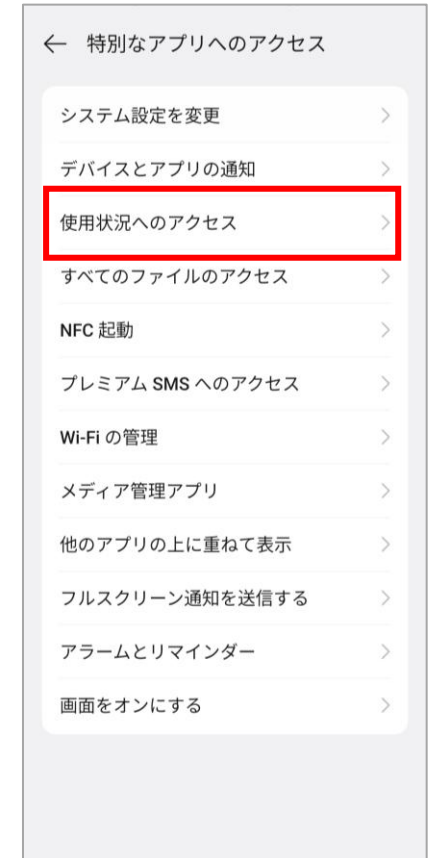 特別なアプリへのアクセス
システム設定を変更
デバイスとアプリの通知
使用状況へのアクセス
すべてのファイルのアクセス
NFC 起動
プレミアム SMS へのアクセス
Wi-Fi の管理
メディア管理アプリ
他のアプリの上に重ねて表示
フルスクリーン通知を送信する
アラームとリマインダー
画面をオンにする